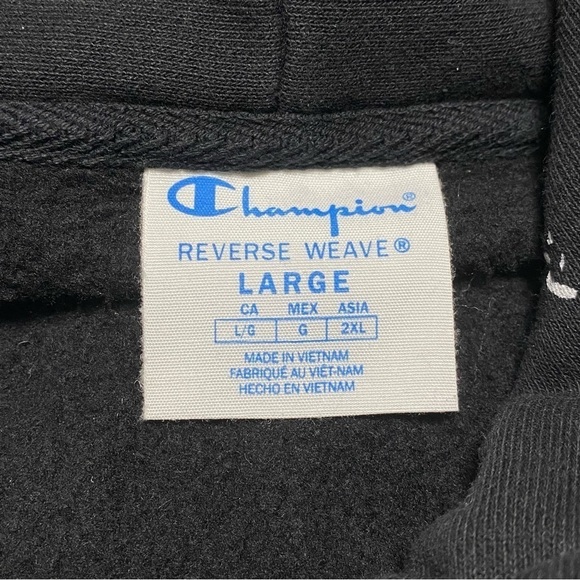 Champion®
REVERSE WEAVE®
LARGE
CA MEX ASIA
L/G G 2XL
MADE IN VIETNAM
FABRIQUÉ AU VIÊT-NAM
HECHO EN VIETNAM